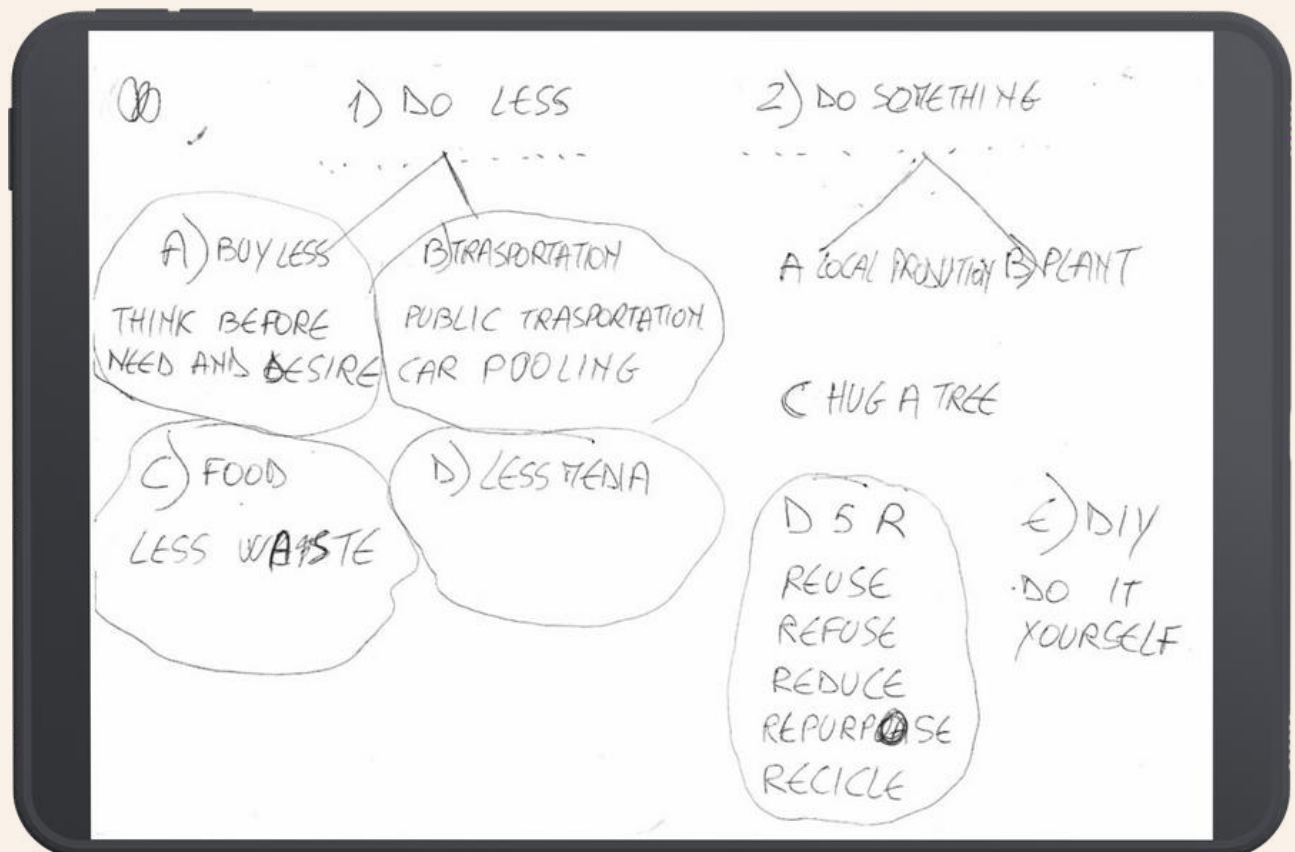 1) DO LESS
2) DO SOMETHING
A) BUY LESS
THINK BEFORE
NEED AND DESIRE
B) TRASPORTATION
PUBLIC TRASPORTATION
CAR POOLING
C) FOOD
LESS WASTE
D) LESS MEDIA
A LOCAL
B) PLANT
C HUG A TREE
D 5 R
REUSE
REFUSE
REDUCE
REPURPOSE
RECICLE
E) DIY
DO IT
YOURSELF